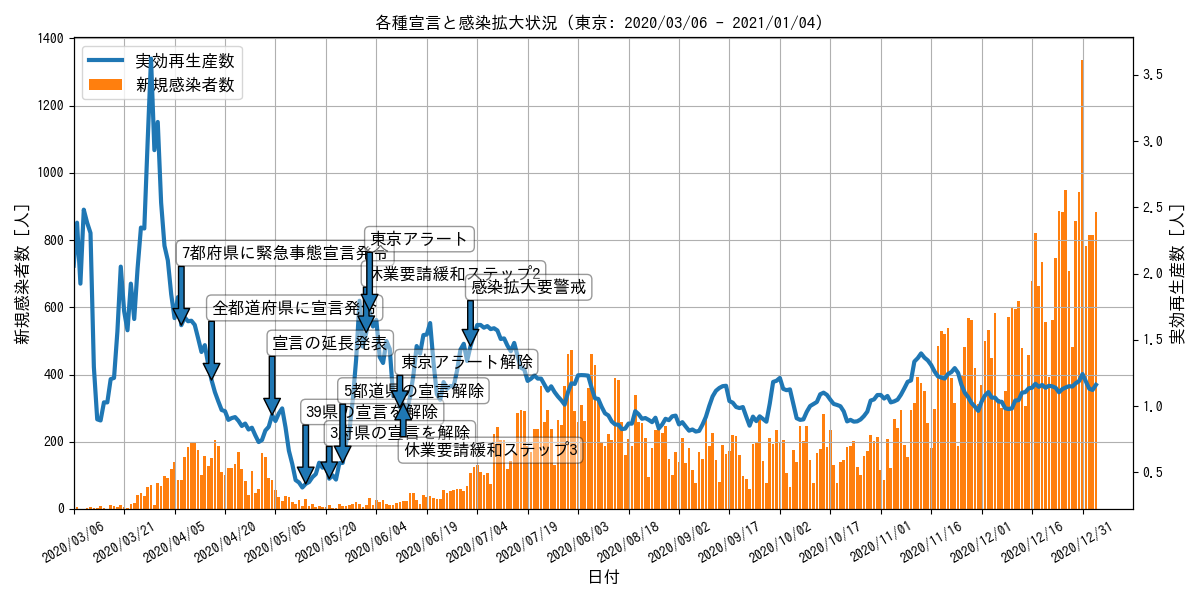 各種宣言と感染拡大状況 (東京: 2020/03/06 - 2021/01/04)
実効再生産数
新規感染者数
新規感染者数 [人]
1400
1200
1000
800
600
400
200
0
3.5
3.0
2.5
2.0
1.5
1.0
0.5
実効再生産数 [人]
東京アラート
7都府県に緊急事態宣言発令
休業要請緩和ステップ2
感染拡大要警戒
全都道府県に宣言発令
宣言の延長発表
東京アラート解除
5都道県の宣言解除
39県の宣言を解除
3府県の宣言を解除
休業要請緩和ステップ3
2020/03/06
2020/03/21
2020/04/05
2020/04/20
2020/05/05
2020/05/20
2020/06/04
2020/06/19
2020/07/04
2020/07/19
2020/08/03
2020/08/18
2020/09/02
2020/09/17
2020/10/02
2020/10/17
2020/11/01
2020/11/16
2020/12/01
2020/12/16
2020/12/31
日付